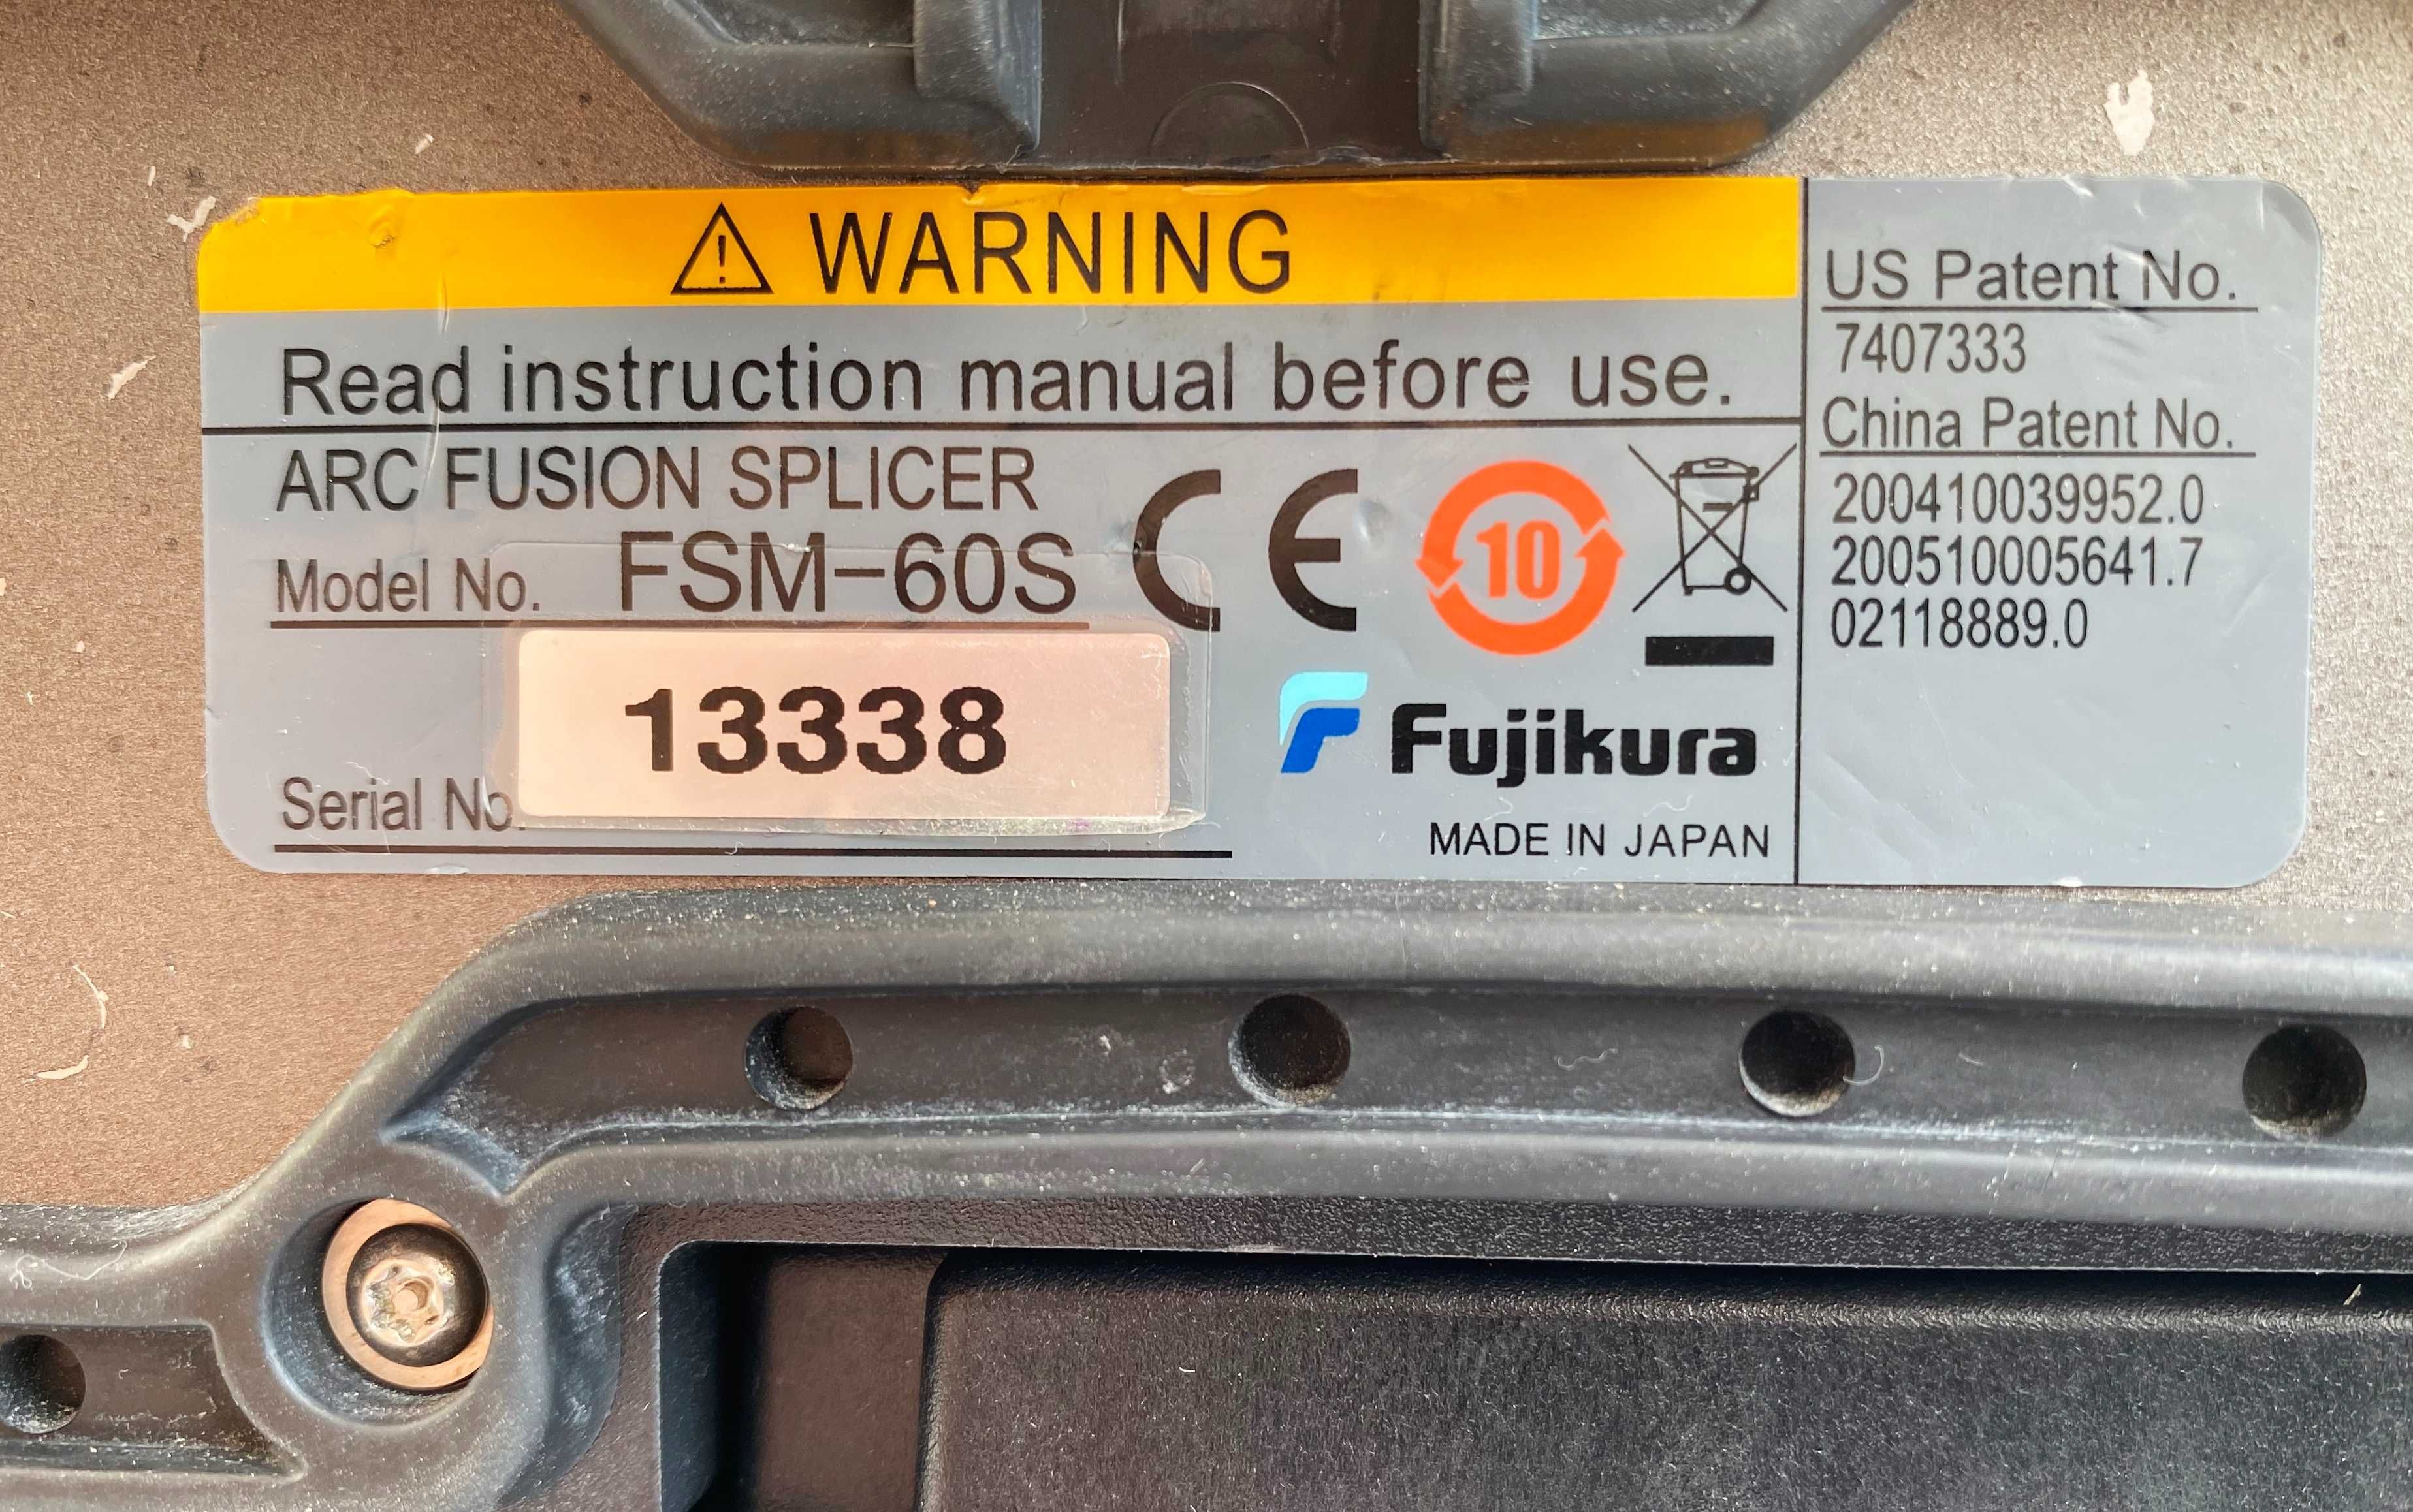 WARNING
Read instruction manual before use.
ARC FUSION SPLICER
Model No. FSM-60S
13338
Serial No.
CE
10
Fujikura
MADE IN JAPAN
US Patent No.
7407333
China Patent No.
200410039952.0
200510005641.7
02118889.0